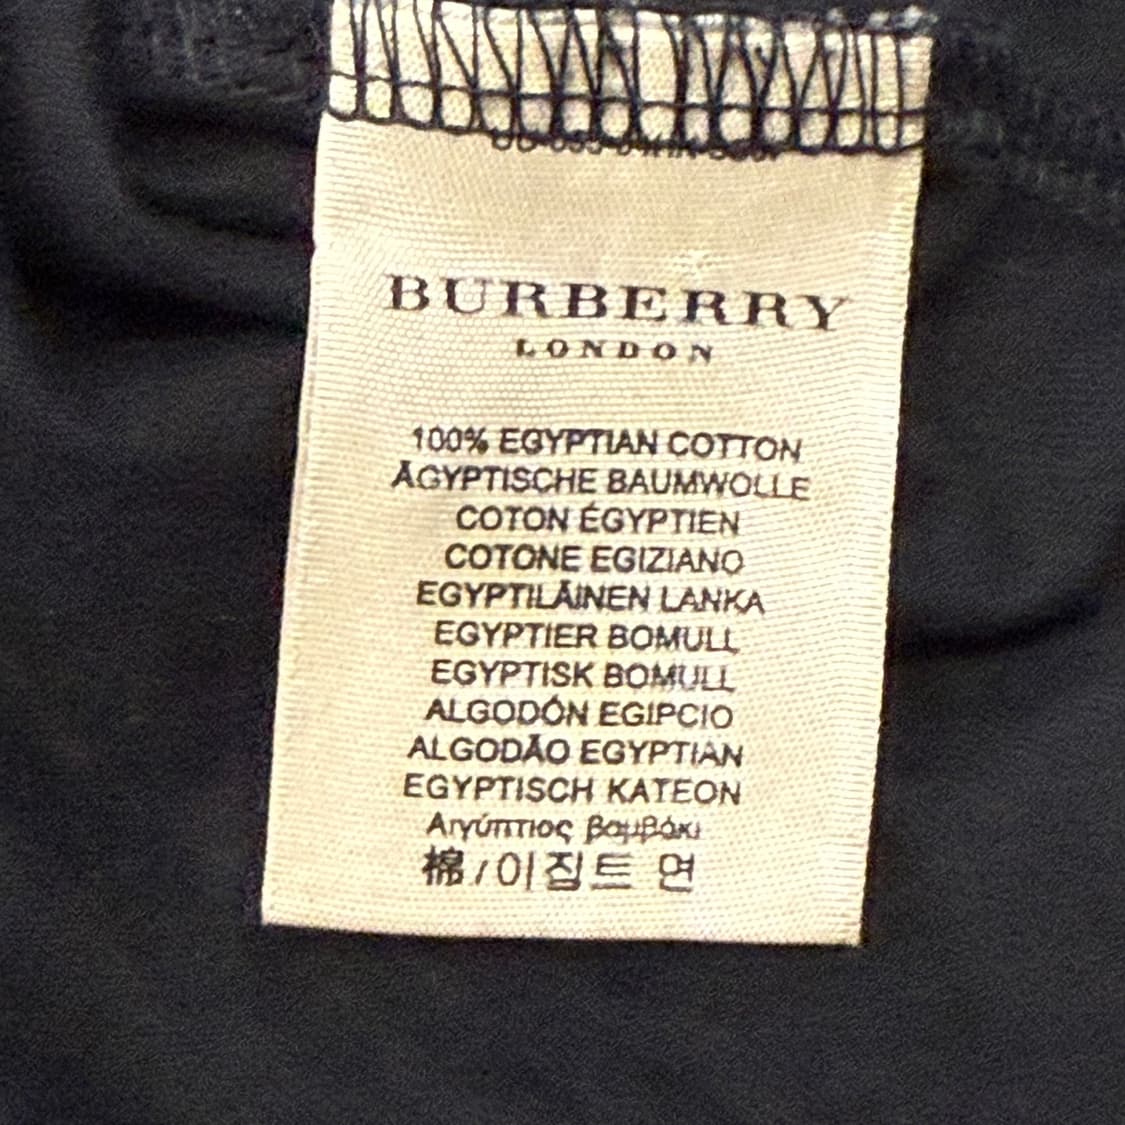 BURBERRY
LONDON
100% EGYPTIAN COTTON
ÄGYPTISCHE BAUMWOLLE
COTON ÉGYPTIEN
COTONE EGIZIANO
EGYPTILÄINEN LANKA
EGYPTIER BOMULL
EGYPTISK BOMULL
ALGODÓN EGIPCIO
ALGODÃO EGYPTIAN
EGYPTISCH KATEON
Αιγύπτιος βαμβάκι
棉 / 이집트 면